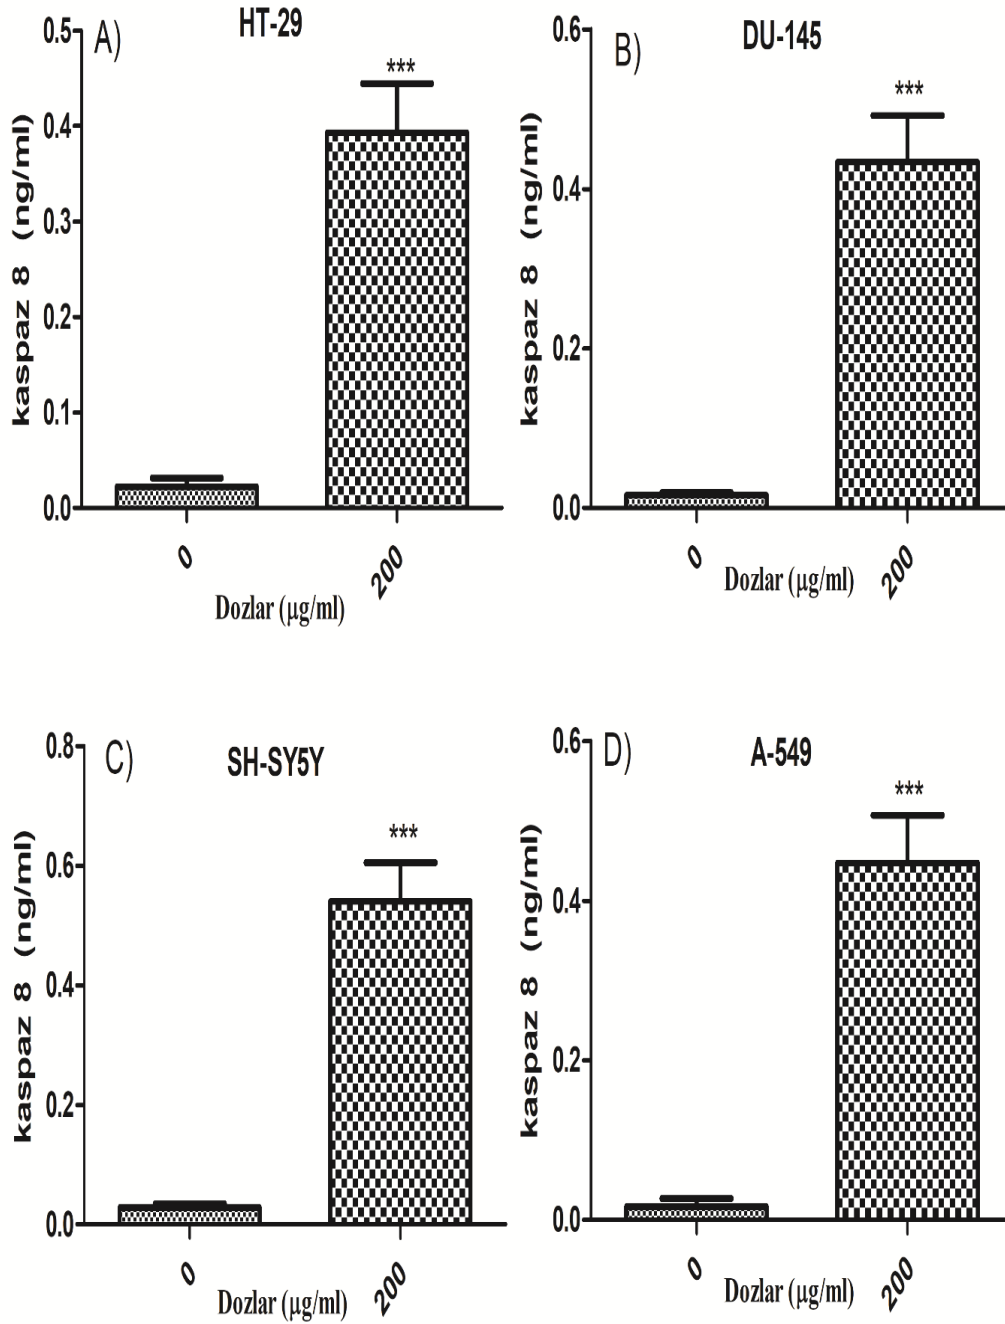 A)
HT-29
***
kaspaz 8 (ng/ml)
0.5
0.4
0.3
0.2
0.1
0.0
0
200
Dozlar (µg/ml)
B)
DU-145
***
kaspaz 8 (ng/ml)
0.6
0.4
0.2
0.0
0
200
Dozlar (µg/ml)
C)
SH-SY5Y
***
kaspaz 8 (ng/ml)
0.8
0.6
0.4
0.2
0.0
0
200
Dozlar (µg/ml)
D)
A-549
***
kaspaz 8 (ng/ml)
0.6
0.4
0.2
0.0
0
200
Dozlar (µg/ml)